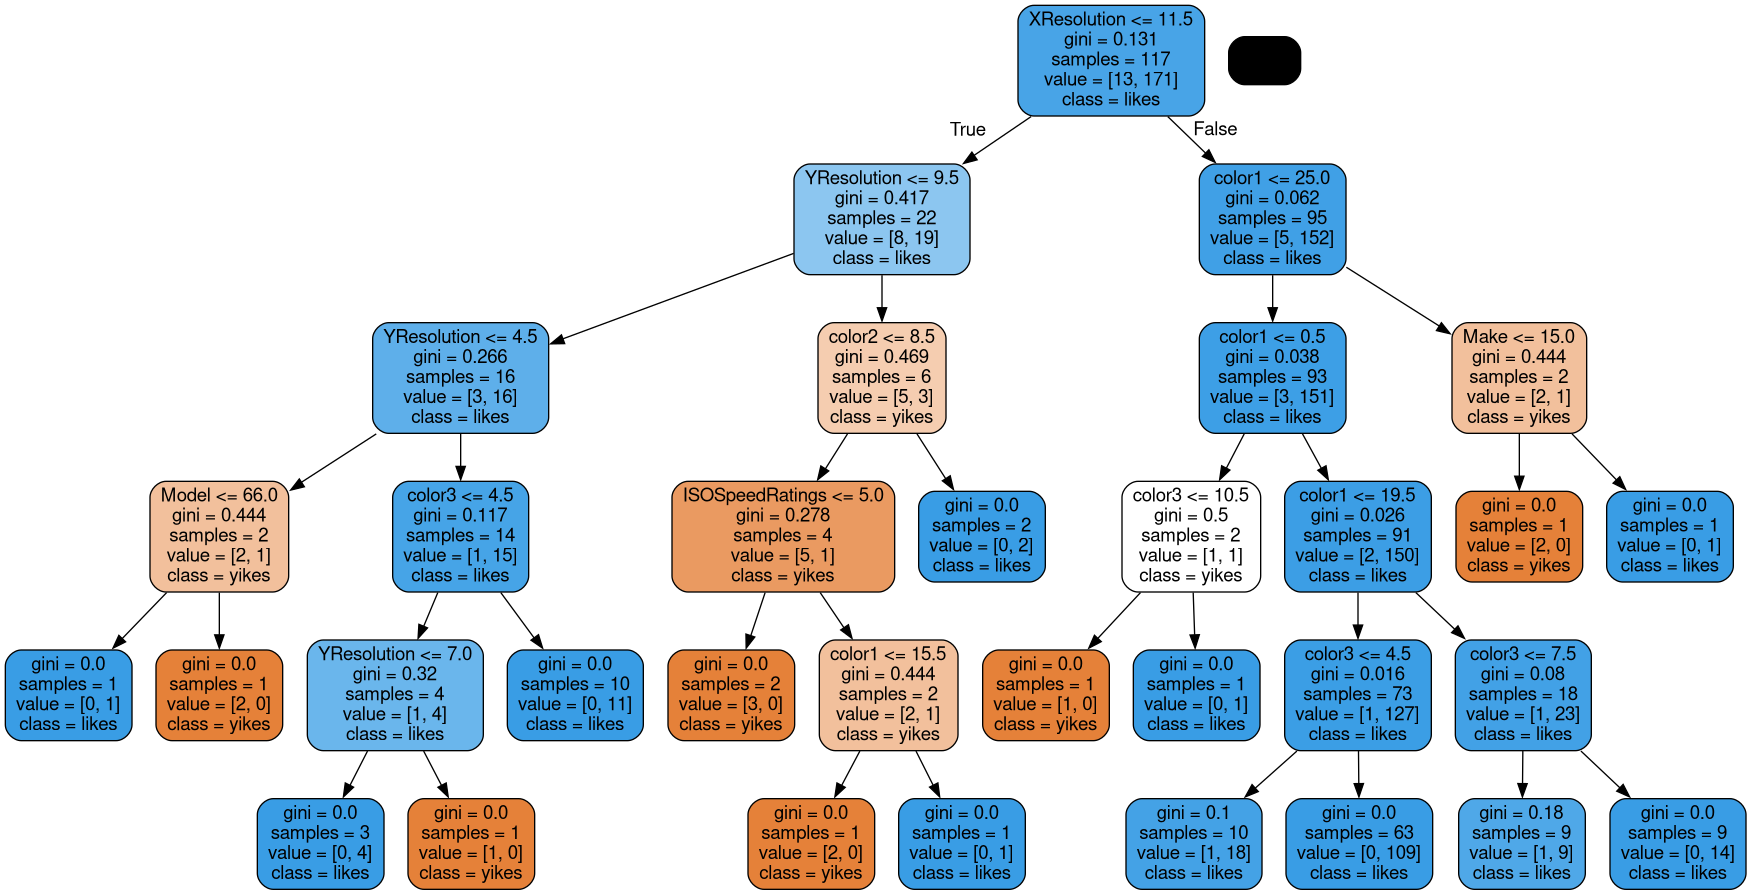 XResolution <= 11.5
gini = 0.131
samples = 117
value = [13, 171]
class = likes
True
False
YResolution <= 9.5
gini = 0.417
samples = 22
value = [8, 19]
class = likes
color1 <= 25.0
gini = 0.062
samples = 95
value = [5, 152]
class = likes
YResolution <= 4.5
gini = 0.266
samples = 16
value = [3, 16]
class = likes
color2 <= 8.5
gini = 0.469
samples = 6
value = [5, 3]
class = yikes
color1 <= 0.5
gini = 0.038
samples = 93
value = [3, 151]
class = likes
Make <= 15.0
gini = 0.444
samples = 2
value = [2, 1]
class = yikes
Model <= 66.0
gini = 0.444
samples = 2
value = [2, 1]
class = yikes
color3 <= 4.5
gini = 0.117
samples = 14
value = [1, 15]
class = likes
ISOSpeedRatings <= 5.0
gini = 0.278
samples = 4
value = [5, 1]
class = yikes
gini = 0.0
samples = 2
value = [0, 2]
class = likes
color3 <= 10.5
gini = 0.5
samples = 2
value = [1, 1]
class = yikes
color1 <= 19.5
gini = 0.026
samples = 91
value = [2, 150]
class = likes
gini = 0.0
samples = 1
value = [2, 0]
class = yikes
gini = 0.0
samples = 1
value = [0, 1]
class = likes
gini = 0.0
samples = 1
value = [0, 1]
class = likes
gini = 0.0
samples = 1
value = [2, 0]
class = yikes
YResolution <= 7.0
gini = 0.32
samples = 4
value = [1, 4]
class = likes
gini = 0.0
samples = 10
value = [0, 11]
class = likes
gini = 0.0
samples = 2
value = [3, 0]
class = yikes
color1 <= 15.5
gini = 0.444
samples = 2
value = [2, 1]
class = yikes
gini = 0.0
samples = 1
value = [1, 0]
class = yikes
gini = 0.0
samples = 1
value = [0, 1]
class = likes
color3 <= 4.5
gini = 0.016
samples = 73
value = [1, 127]
class = likes
color3 <= 7.5
gini = 0.08
samples = 18
value = [1, 23]
class = likes
gini = 0.0
samples = 3
value = [0, 4]
class = likes
gini = 0.0
samples = 1
value = [1, 0]
class = yikes
gini = 0.0
samples = 1
value = [2, 0]
class = yikes
gini = 0.0
samples = 1
value = [0, 1]
class = likes
gini = 0.1
samples = 10
value = [1, 18]
class = likes
gini = 0.0
samples = 63
value = [0, 109]
class = likes
gini = 0.18
samples = 9
value = [1, 9]
class = likes
gini = 0.0
samples = 9
value = [0, 14]
class = likes